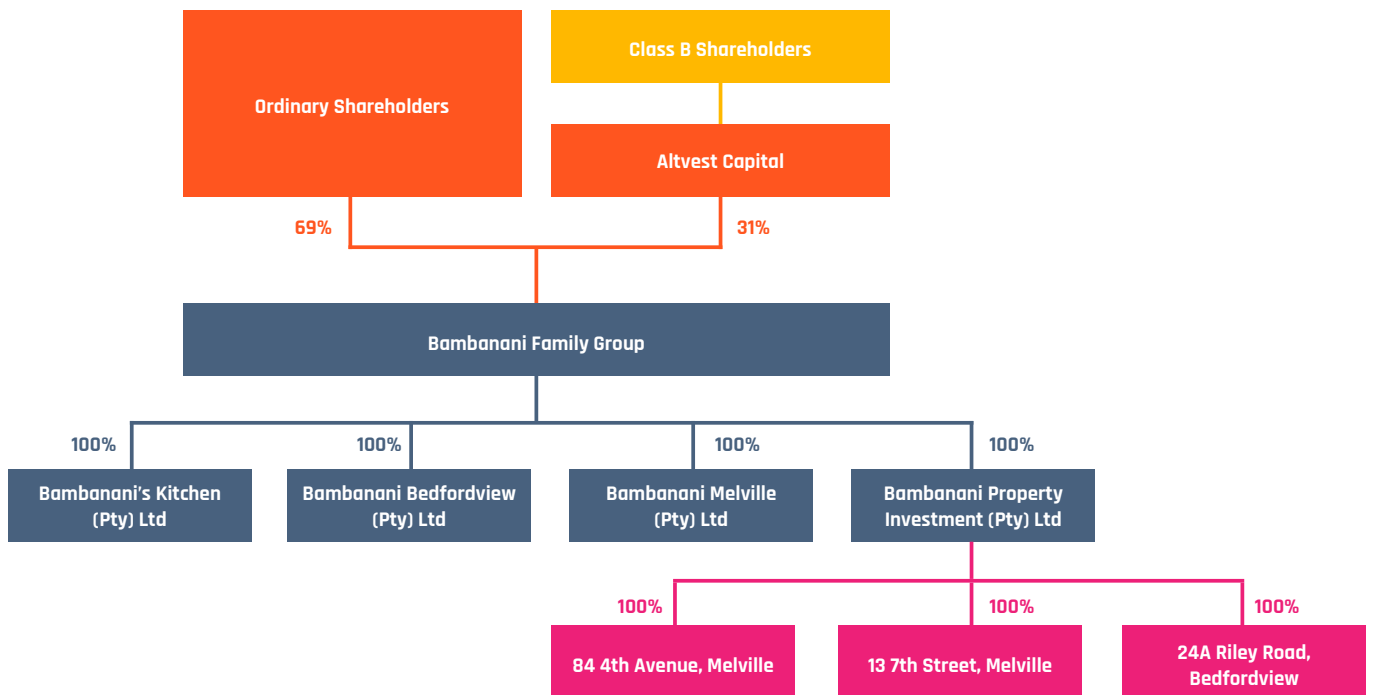 Ordinary Shareholders
Class B Shareholders
Altvest Capital
69%
31%
Bambanani Family Group
100%
100%
100%
100%
Bambanani's Kitchen
(Pty) Ltd
Bambanani Bedfordview
(Pty) Ltd
Bambanani Melville
(Pty) Ltd
Bambanani Property
Investment (Pty) Ltd
100%
100%
100%
84 4th Avenue, Melville
13 7th Street, Melville
24A Riley Road,
Bedfordview